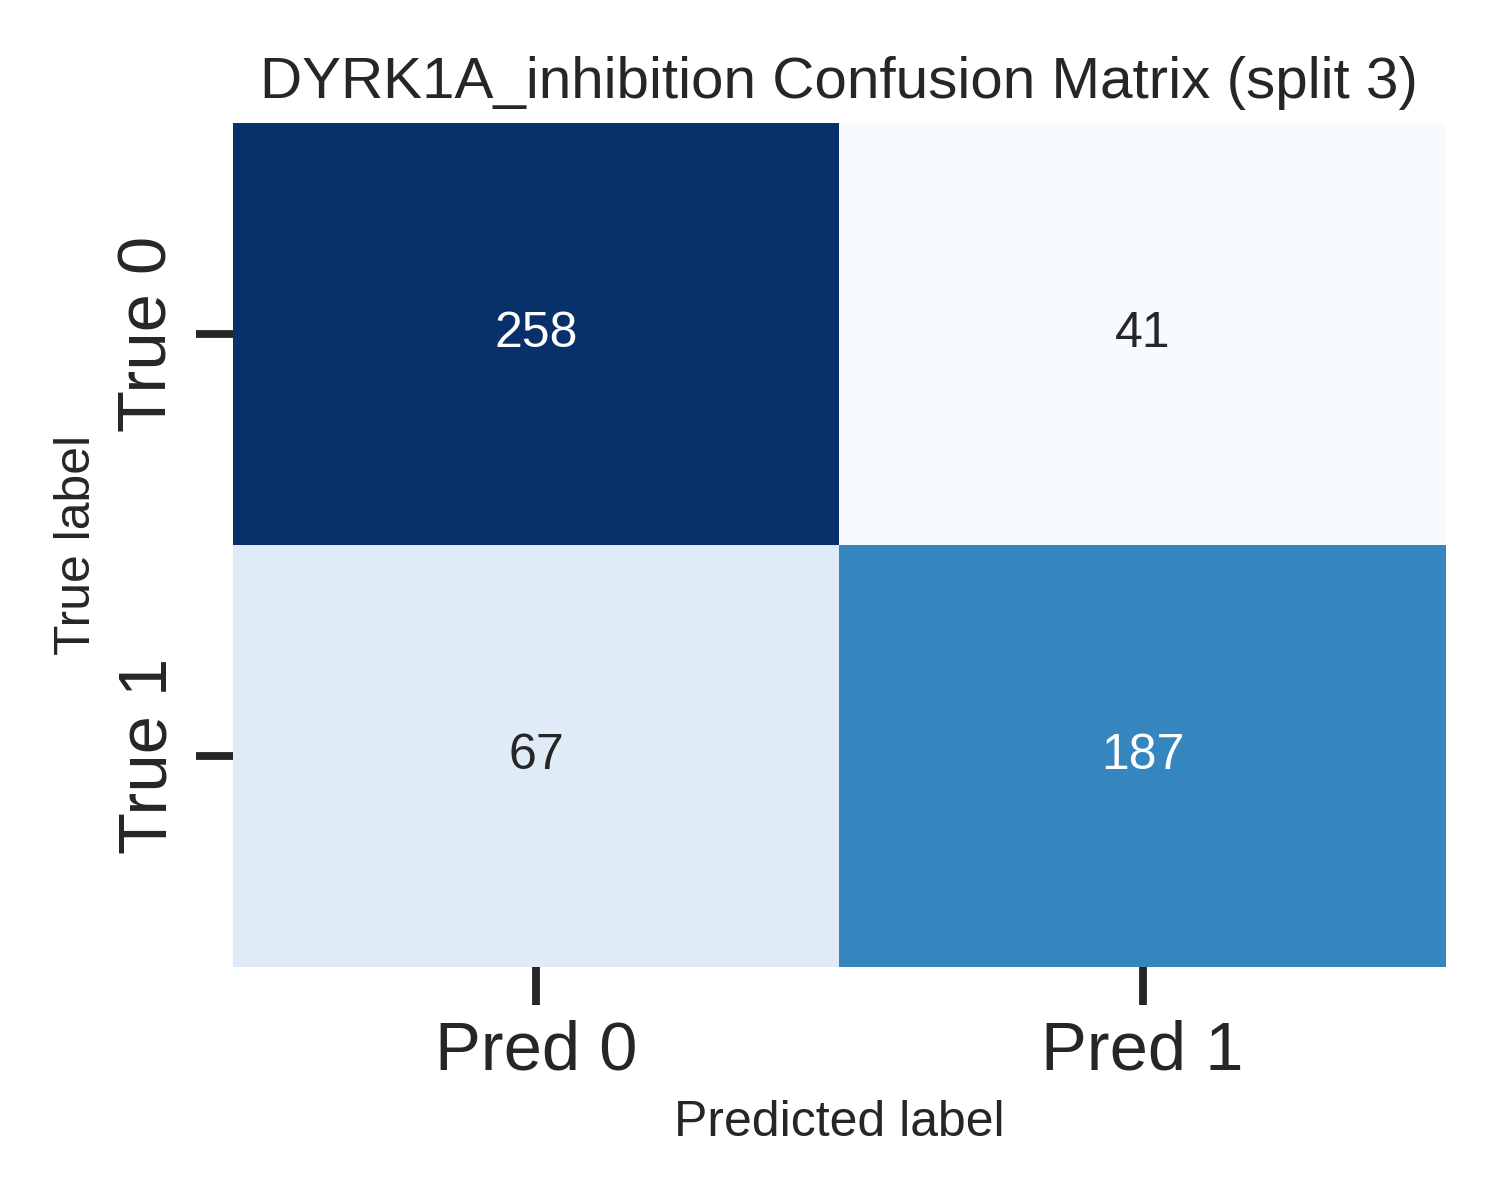 DYRK1A_inhibition Confusion Matrix (split 3)
True label
True 0
258
41
True 1
67
187
Pred 0
Pred 1
Predicted label